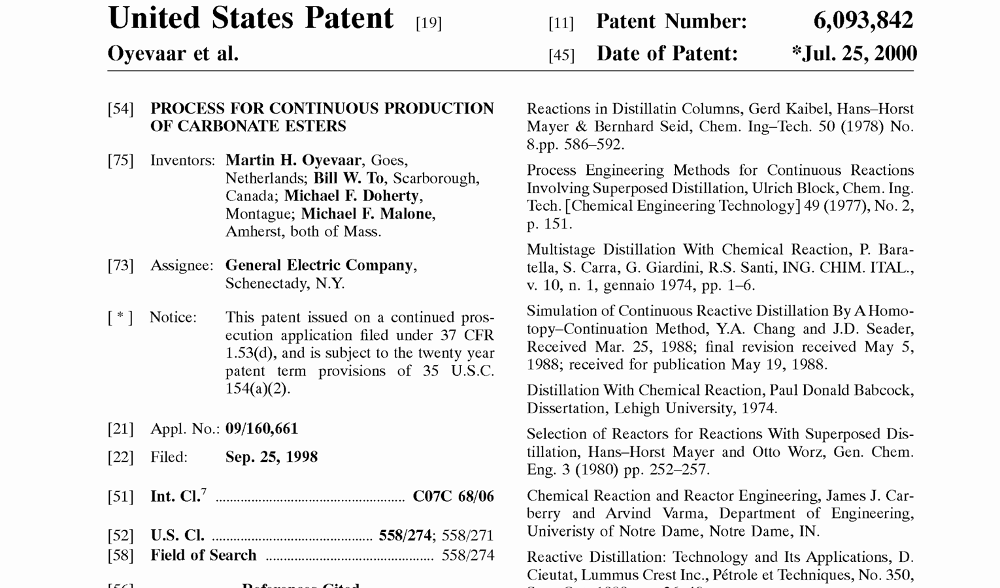 United States Patent [19]
Oyevaar et al.
[11] Patent Number: 6,093,842
[45] Date of Patent: *Jul. 25, 2000
[54] PROCESS FOR CONTINUOUS PRODUCTION
OF CARBONATE ESTERS
[75] Inventors: Martin H. Oyevaar, Goes,
Netherlands; Bill W. To, Scarborough,
Canada; Michael F. Doherty,
Montague; Michael F. Malone,
Amherst, both of Mass.
[73] Assignee: General Electric Company,
Schenectady, N.Y.
[ * ] Notice: This patent issued on a continued pros-
ecution application filed under 37 CFR
1.53(d), and is subject to the twenty year
patent term provisions of 35 U.S.C.
154(a)(2).
[21] Appl. No.: 09/160,661
[22] Filed: Sep. 25, 1998
[51] Int. Cl.7 ................................................. C07C 68/06
[52] U.S. Cl. .......................................... 558/274; 558/271
[58] Field of Search ........................................... 558/274
[56] References Cited
Reactions in Distillatin Columns, Gerd Kaibel, Hans–Horst
Mayer & Bernhard Seid, Chem. Ing–Tech. 50 (1978) No.
8.pp. 586–592.
Process Engineering Methods for Continuous Reactions
Involving Superposed Distillation, Ulrich Block, Chem. Ing.
Tech. [Chemical Engineering Technology] 49 (1977), No. 2,
p. 151.
Multistage Distillation With Chemical Reaction, P. Bara-
tella, S. Carra, G. Giardini, R.S. Santi, ING. CHIM. ITAL.,
v. 10, n. 1, gennaio 1974, pp. 1–6.
Simulation of Continuous Reactive Distillation By A Homo-
topy–Continuation Method, Y.A. Chang and J.D. Seader,
Received Mar. 25, 1988; final revision received May 5,
1988; received for publication May 19, 1988.
Distillation With Chemical Reaction, Paul Donald Babcock,
Dissertation, Lehigh University, 1974.
Selection of Reactors for Reactions With Superposed Dis-
tillation, Hans–Horst Mayer and Otto Worz, Gen. Chem.
Eng. 3 (1980) pp. 252–257.
Chemical Reaction and Reactor Engineering, James J. Car-
berry and Arvind Varma, Department of Engineering,
Univeristy of Notre Dame, Notre Dame, IN.
Reactive Distillation: Technology and Its Applications, D.
Cieutat, Lummus Crest Inc., Pétrole et Techniques, No. 350,